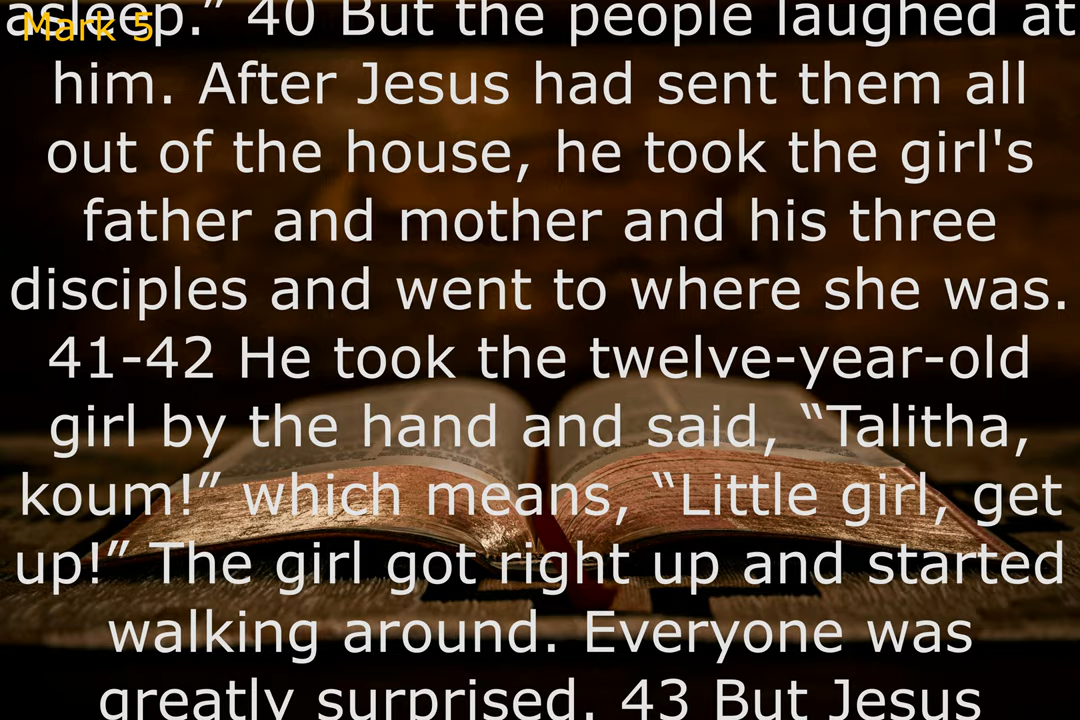 asleep.” 40 But the people laughed at
Mark 5
him. After Jesus had sent them all
out of the house, he took the girl's
father and mother and his three
disciples and went to where she was.
41-42 He took the twelve-year-old
girl by the hand and said, “Talitha,
koum!” which means, “Little girl, get
up!” The girl got right up and started
walking around. Everyone was
greatly surprised. 43 But Jesus